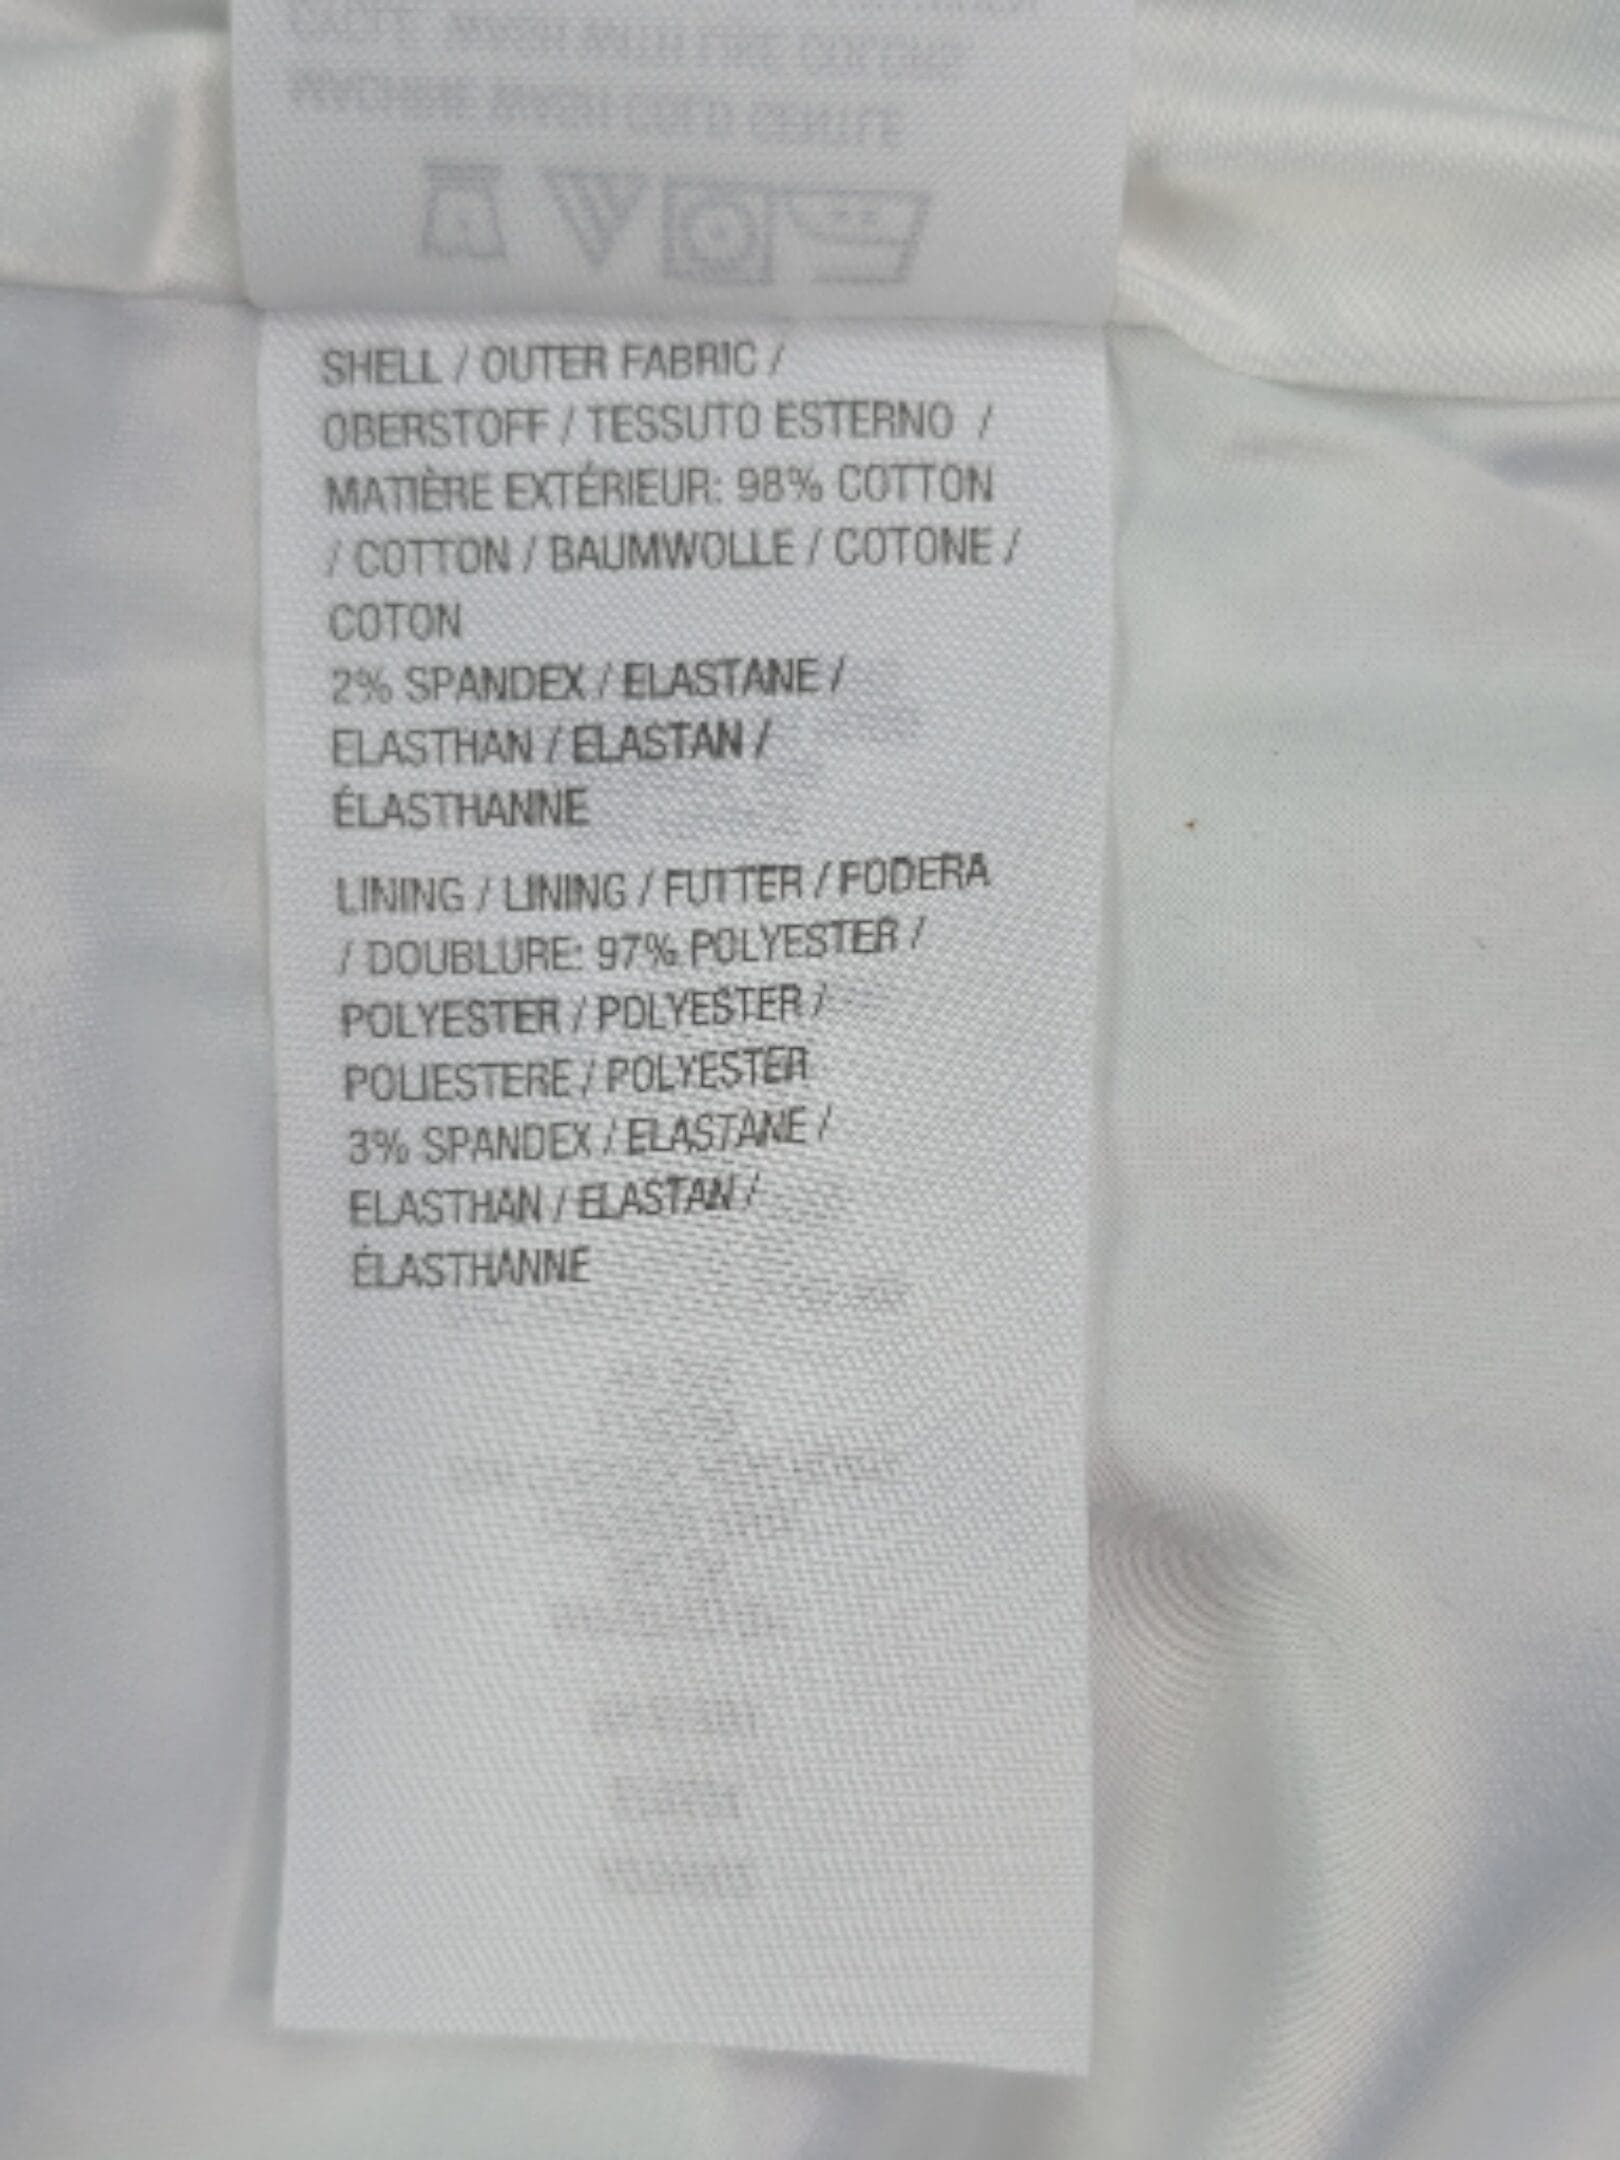 SHELL / OUTER FABRIC /
OBERSTOFF / TESSUTO ESTERNO /
MATIÈRE EXTÉRIEUR: 98% COTTON
/ COTTON / BAUMWOLLE / COTONE /
COTON
2% SPANDEX / ELASTANE /
ELASTHAN / ELASTAN /
ÉLASTHANNE
LINING / LINING / FUTTER / FODERA
/ DOUBLURE: 97% POLYESTER /
POLYESTER / POLYESTER /
POLIESTERE / POLYESTER
3% SPANDEX / ELASTANE /
ELASTHAN / ELASTAN /
ÉLASTHANNE